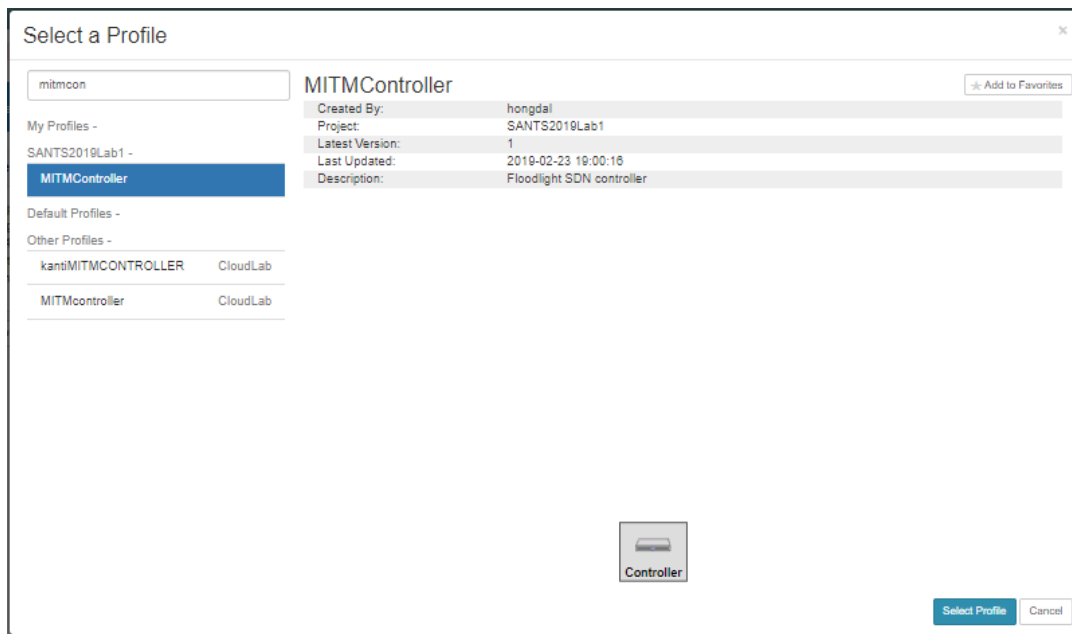 Select a Profile
×
mitmcon
My Profiles -
SANTS2019Lab1 -
MITMController
Default Profiles -
Other Profiles -
kantiMITMCONTROLLER CloudLab
MITMcontroller CloudLab
MITMController
Add to Favorites
Created By: hongdal
Project: SANTS2019Lab1
Latest Version: 1
Last Updated: 2019-02-23 19:00:16
Description: Floodlight SDN controller
Controller
Select Profile Cancel